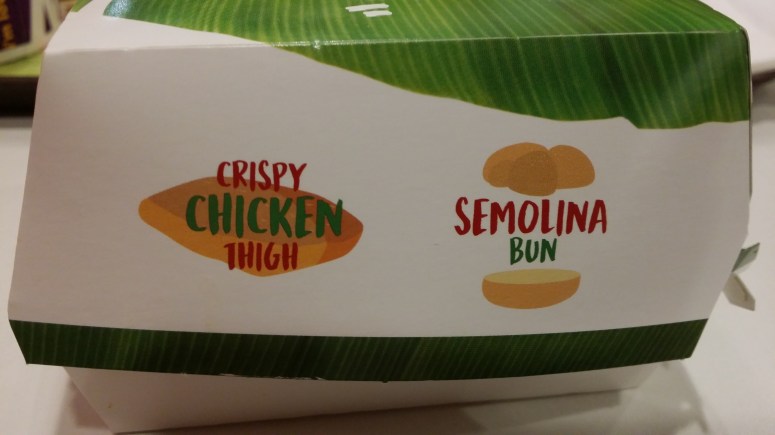 CRISPY
CHICKEN
THIGH
SEMOLINA
BUN